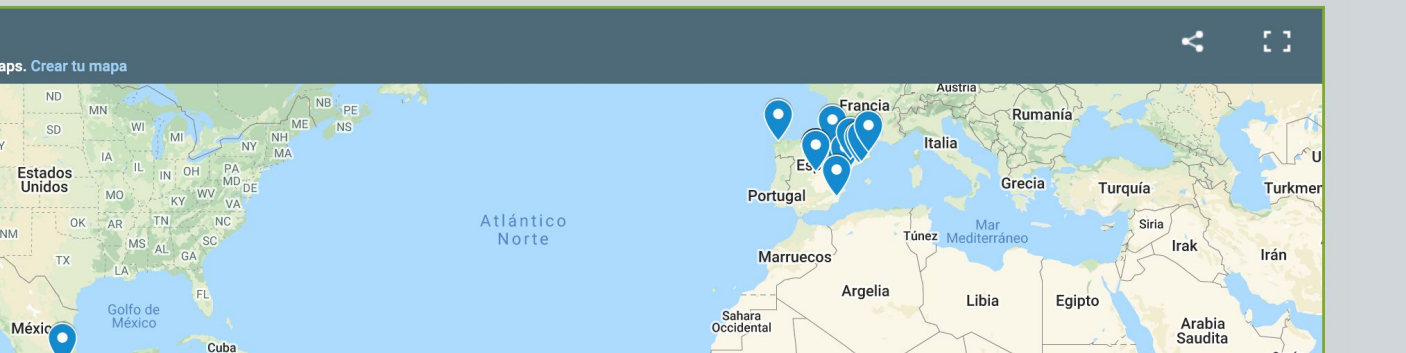 aps. Crear tu mapa
Austria
ND
MN
NB
PE
Francia
Rumanía
SD
WI
MI
ME
NS
NH
NY
MA
Italia
IA
IL
IN
OH
PA
Estados
Unidos
MD
DE
MO
KY
WV
VA
Portugal
Grecia
Turquía
Turkmer
OK
AR
TN
NC
Atlántico
Norte
NM
MS
AL
SC
GA
Túnez
Mar
Mediterráneo
Siria
Irak
Irán
TX
LA
Marruecos
FL
Argelia
Libia
Egipto
Golfo de
México
Méxic
Sahara
Occidental
Arabia
Saudita
Cuba